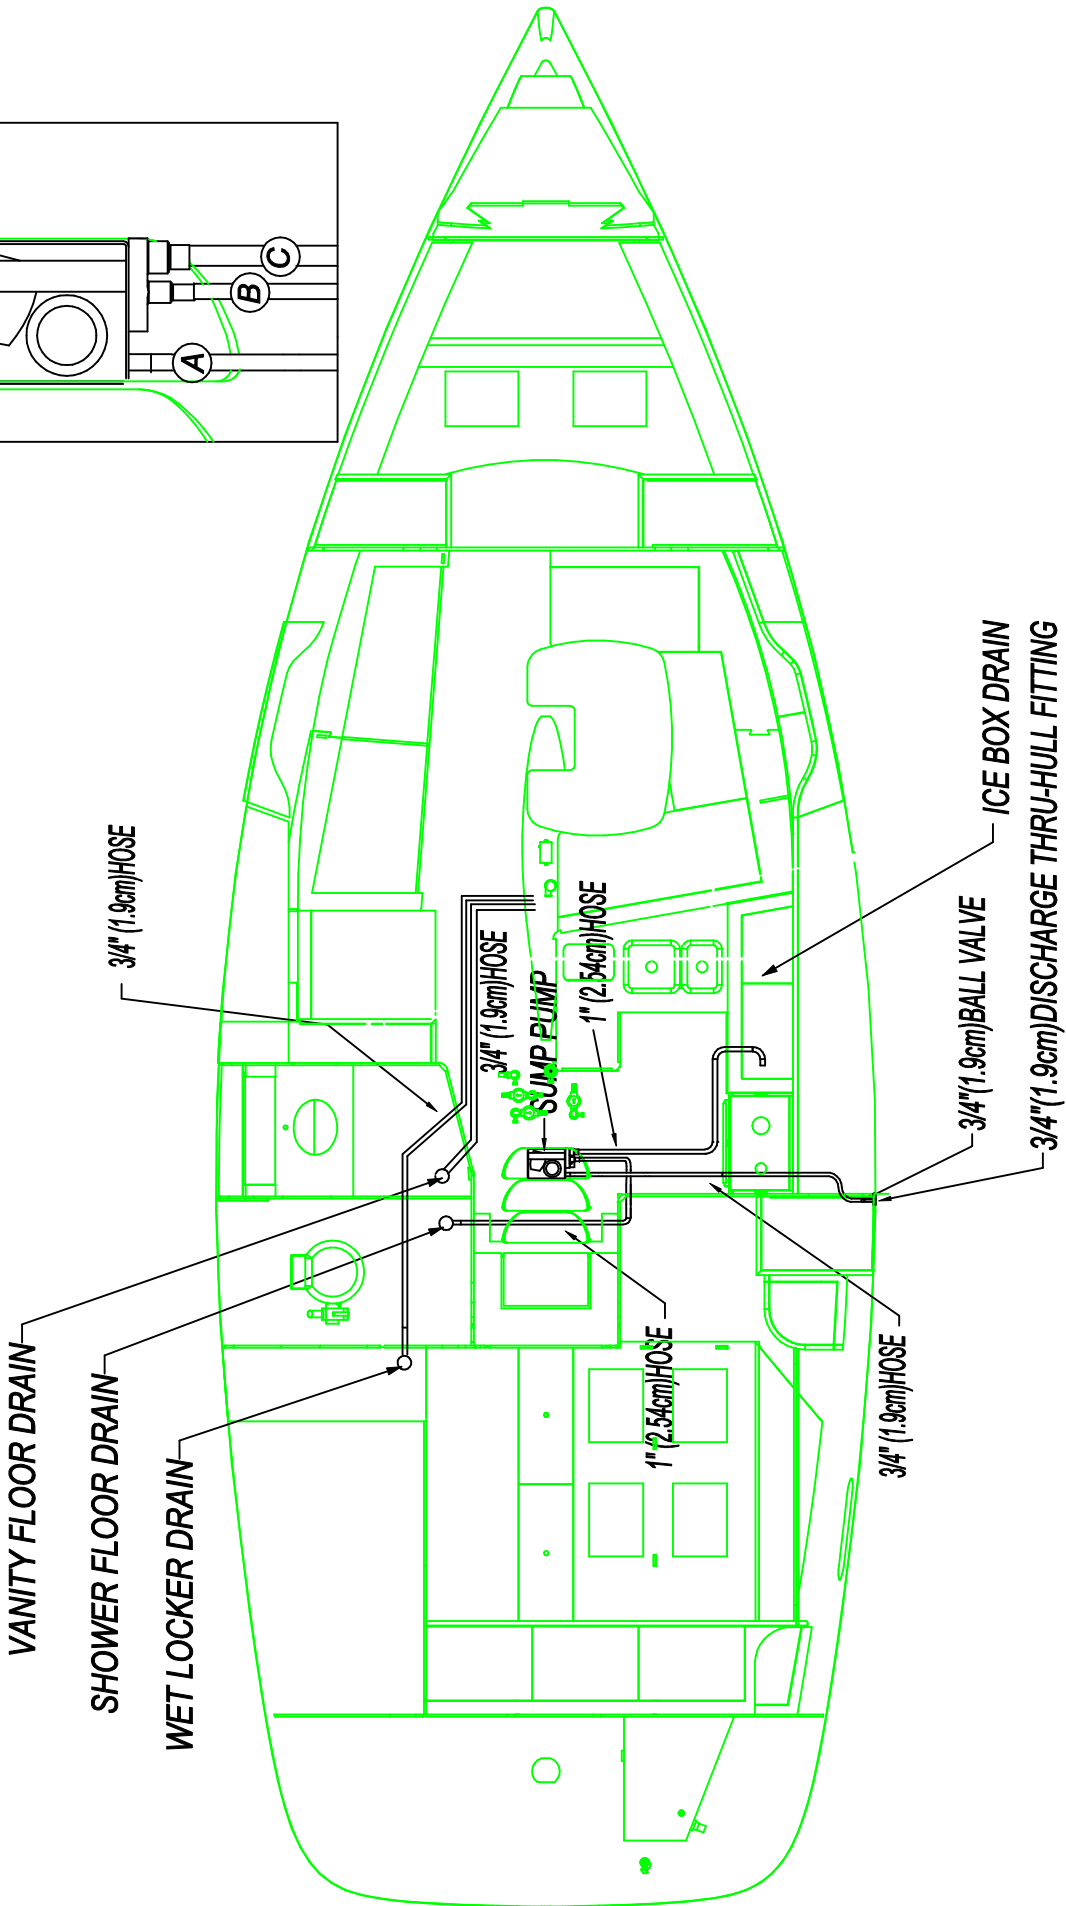 C
B
A
3/4" (1.9cm)HOSE
3/4" (1.9cm)HOSE
SUMP PUMP
1" (2.54cm)HOSE
ICE BOX DRAIN
3/4"(1.9cm)BALL VALVE
3/4"(1.9cm)DISCHARGE THRU-HULL FITTING
VANITY FLOOR DRAIN
SHOWER FLOOR DRAIN
WET LOCKER DRAIN
1" (2.54cm)HOSE
3/4" (1.9cm)HOSE